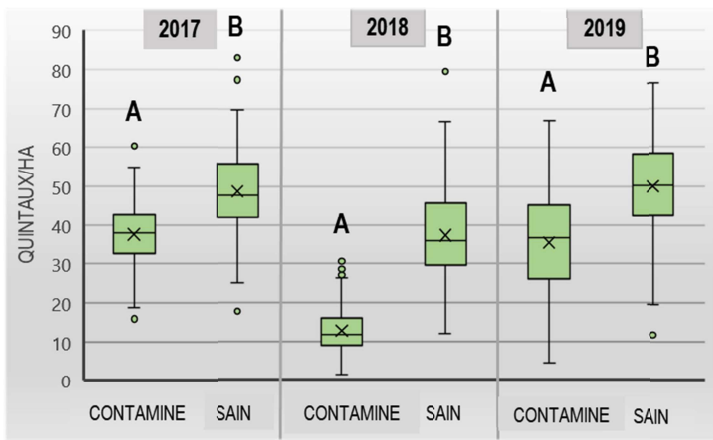 2017 2018 2019
A B A B A B
QUINTAUX/HA
90
80
70
60
50
40
30
20
10
0
CONTAMINE SAIN CONTAMINE SAIN CONTAMINE SAIN